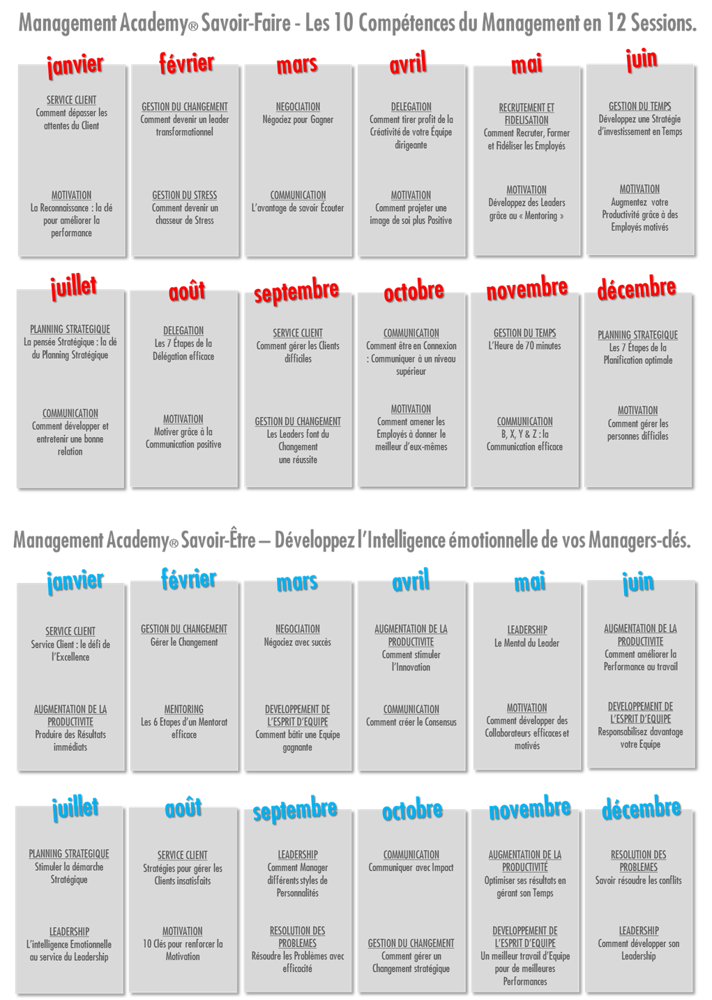 Management Academy® Savoir-Faire - Les 10 Compétences du Management en 12 Sessions.
janvier
SERVICE CLIENT
Comment dépasser les
attentes du Client
MOTIVATION
La Reconnaissance : la clé
pour améliorer la
performance
février
GESTION DU CHANGEMENT
Comment devenir un leader
transformationnel
GESTION DU STRESS
Comment devenir un
chasseur de Stress
mars
NEGOCIATION
Négociez pour Gagner
COMMUNICATION
L'avantage de savoir Écouter
avril
DELEGATION
Comment tirer profit de la
Créativité de votre Équipe
dirigeante
MOTIVATION
Comment projeter une
image de soi plus Positive
mai
RECRUTEMENT ET
FIDELISATION
Comment Recruter, Former
et Fidéliser les Employés
MOTIVATION
Développez des Leaders
grâce au « Mentoring »
juin
GESTION DU TEMPS
Développez une Stratégie
d'investissement en Temps
MOTIVATION
Augmentez votre
Productivité grâce à des
Employés motivés
juillet
PLANNING STRATEGIQUE
La pensée Stratégique : la clé
du Planning Stratégique
COMMUNICATION
Comment développer et
entretenir une bonne
relation
août
DELEGATION
Les 7 Étapes de la
Délégation efficace
MOTIVATION
Motiver grâce à la
Communication positive
septembre
SERVICE CLIENT
Comment gérer les Clients
difficiles
GESTION DU CHANGEMENT
Les Leaders font du
Changement
une réussite
octobre
COMMUNICATION
Comment être en Connexion
: Communiquer à un niveau
supérieur
MOTIVATION
Comment amener les
Employés à donner le
meilleur d'eux-mêmes
novembre
GESTION DU TEMPS
L'Heure de 70 minutes
COMMUNICATION
B, X, Y & Z : la
Communication efficace
décembre
PLANNING STRATEGIQUE
Les 7 Étapes de la
Planification optimale
MOTIVATION
Comment gérer les
personnes difficiles
Management Academy® Savoir-Être – Développez l'Intelligence émotionnelle de vos Managers-clés.
janvier
SERVICE CLIENT
Service Client : le défi de
l'Excellence
AUGMENTATION DE LA
PRODUCTIVITE
Produire des Résultats
immédiats
février
GESTION DU CHANGEMENT
Gérer le Changement
MENTORING
Les 6 Etapes d'un Mentorat
efficace
mars
NEGOCIATION
Négociez avec succès
DEVELOPPEMENT DE
L'ESPRIT D'EQUIPE
Comment bâtir une Equipe
gagnante
avril
AUGMENTATION DE LA
PRODUCTIVITE
Comment stimuler
l'Innovation
COMMUNICATION
Comment créer le Consensus
mai
LEADERSHIP
Le Mental du Leader
MOTIVATION
Comment développer des
Collaborateurs efficaces et
motivés
juin
AUGMENTATION DE LA
PRODUCTIVITE
Comment améliorer la
Performance au travail
DEVELOPPEMENT DE
L'ESPRIT D'EQUIPE
Responsabilisez davantage
votre Equipe
juillet
PLANNING STRATEGIQUE
Stimuler la démarche
Stratégique
LEADERSHIP
L'intelligence Emotionnelle
au service du Leadership
août
SERVICE CLIENT
Stratégies pour gérer les
Clients insatisfaits
MOTIVATION
10 Clés pour renforcer la
Motivation
septembre
LEADERSHIP
Comment Manager
différents styles de
Personnalités
RESOLUTION DES
PROBLEMES
Résoudre les Problèmes avec
efficacité
octobre
COMMUNICATION
Communiquer avec Impact
GESTION DU CHANGEMENT
Comment gérer un
Changement stratégique
novembre
AUGMENTATION DE LA
PRODUCTIVITÉ
Optimiser ses résultats en
gérant son Temps
DEVELOPPEMENT DE
L'ESPRIT D'EQUIPE
Un meilleur travail d'Equipe
pour de meilleures
Performances
décembre
RESOLUTION DES
PROBLEMES
Savoir résoudre les conflits
LEADERSHIP
Comment développer son
Leadership